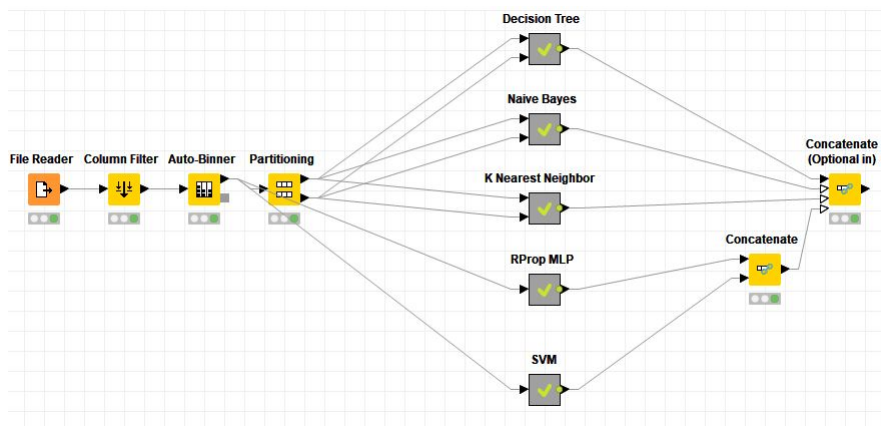 Decision Tree
Naive Bayes
File Reader
Column Filter
Auto-Binner
Partitioning
K Nearest Neighbor
Concatenate
(Optional in)
RProp MLP
Concatenate
SVM